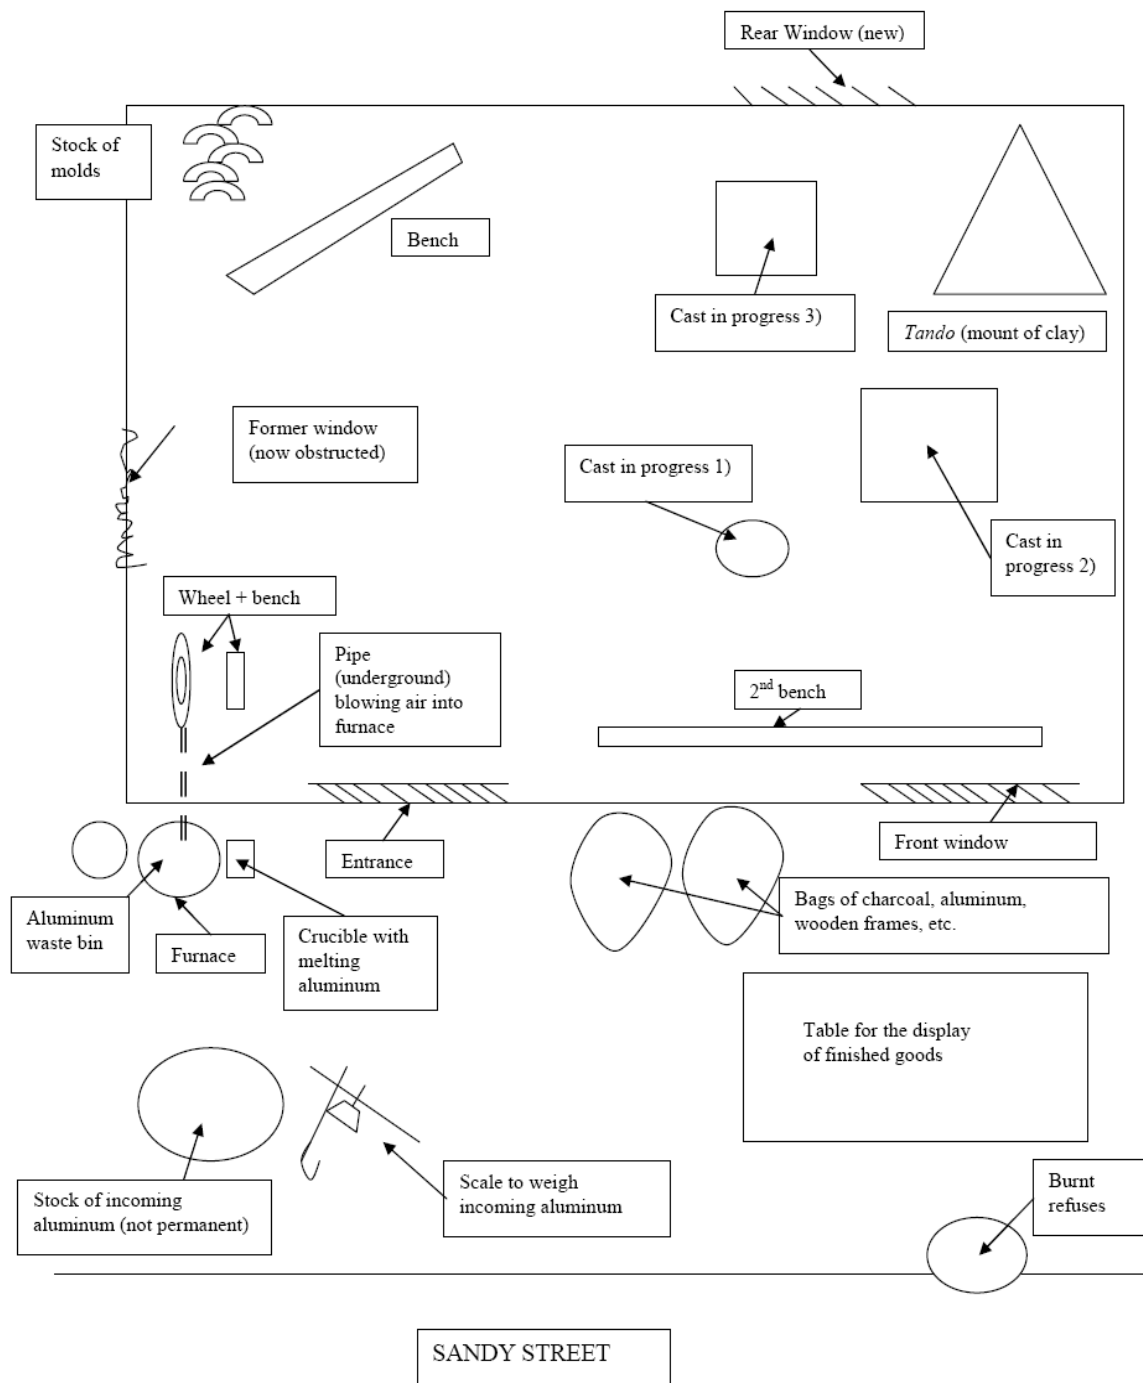 Rear Window (new)
Stock of
molds
Bench
Cast in progress 3)
Tando (mount of clay)
Former window
(now obstructed)
Cast in progress 1)
Cast in
progress 2)
Wheel + bench
Pipe
(underground)
blowing air into
furnace
2nd bench
Entrance
Front window
Aluminum
waste bin
Furnace
Crucible with
melting
aluminum
Bags of charcoal, aluminum,
wooden frames, etc.
Table for the display
of finished goods
Stock of incoming
aluminum (not permanent)
Scale to weigh
incoming aluminum
Burnt
refuses
SANDY STREET